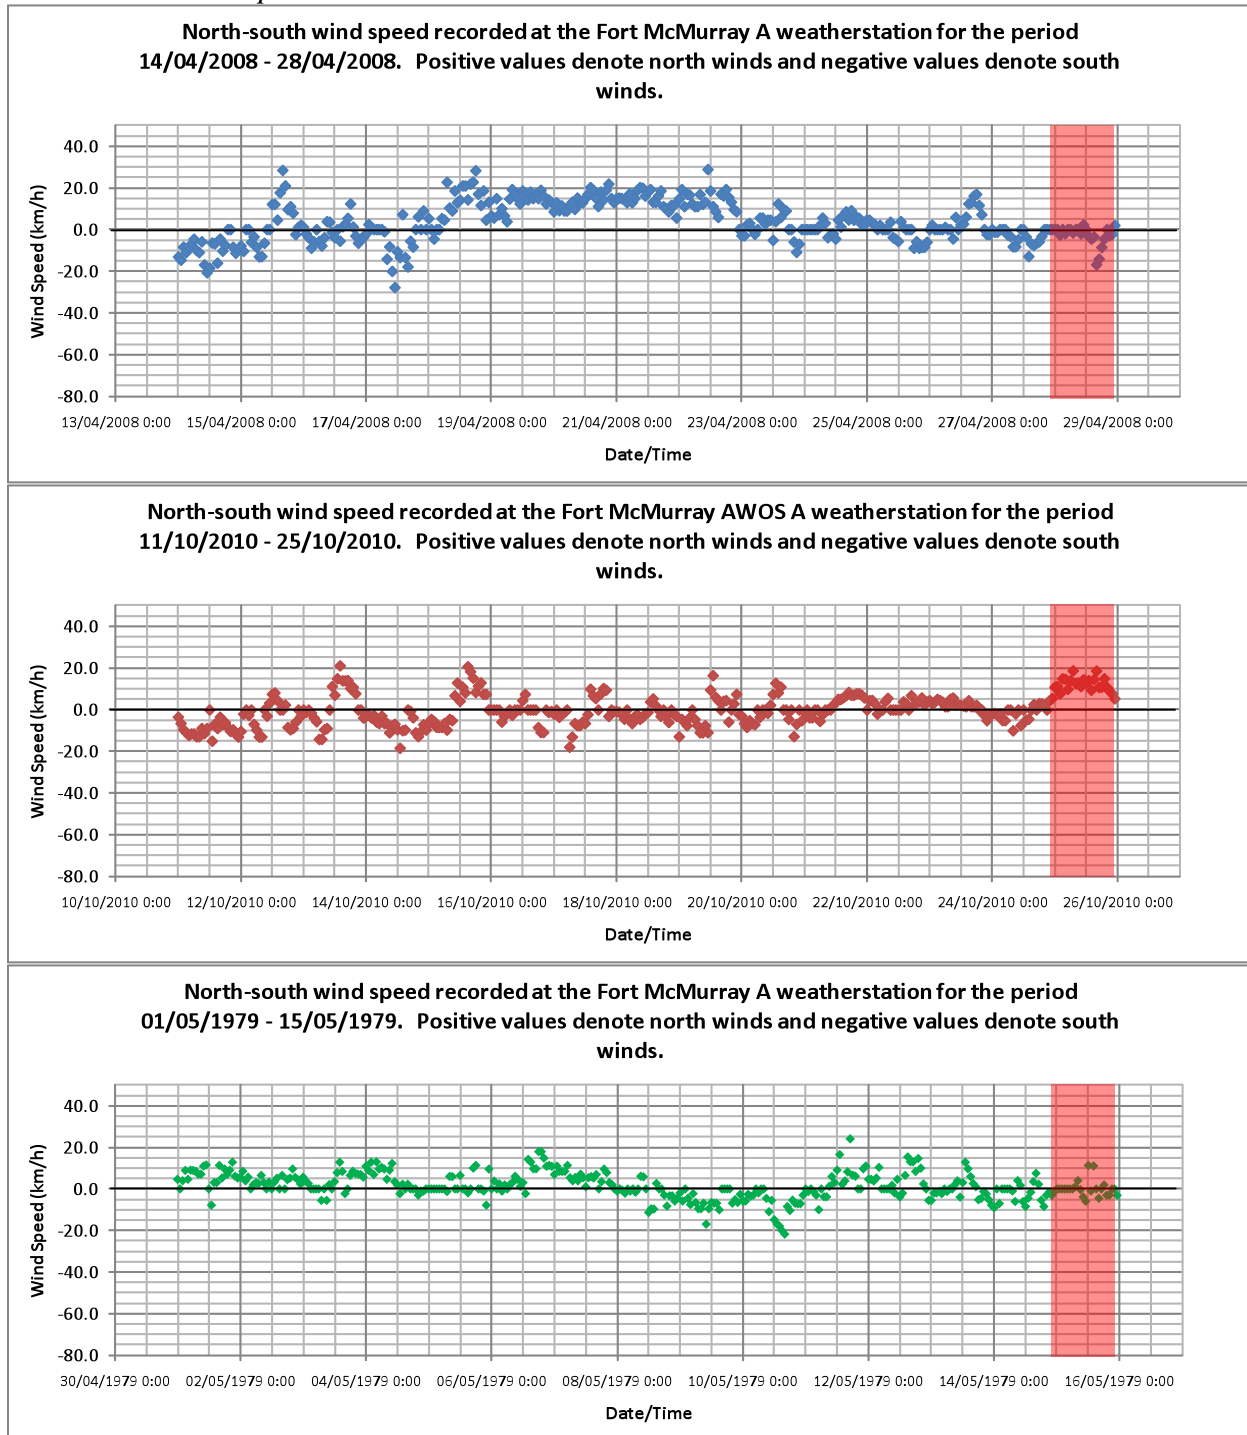 North-south wind speed recorded at the Fort McMurray A weatherstation for the period
14/04/2008 - 28/04/2008.  Positive values denote north winds and negative values denote south
winds.
40.0
20.0
0.0
-20.0
-40.0
-60.0
-80.0
Wind Speed (km/h)
13/04/2008 0:00 15/04/2008 0:00 17/04/2008 0:00 19/04/2008 0:00 21/04/2008 0:00 23/04/2008 0:00 25/04/2008 0:00 27/04/2008 0:00 29/04/2008 0:00
Date/Time
North-south wind speed recorded at the Fort McMurray AWOS A weatherstation for the period
11/10/2010 - 25/10/2010.  Positive values denote north winds and negative values denote south
winds.
40.0
20.0
0.0
-20.0
-40.0
-60.0
-80.0
Wind Speed (km/h)
10/10/2010 0:00 12/10/2010 0:00 14/10/2010 0:00 16/10/2010 0:00 18/10/2010 0:00 20/10/2010 0:00 22/10/2010 0:00 24/10/2010 0:00 26/10/2010 0:00
Date/Time
North-south wind speed recorded at the Fort McMurray A weatherstation for the period
01/05/1979 - 15/05/1979.  Positive values denote north winds and negative values denote south
winds.
40.0
20.0
0.0
-20.0
-40.0
-60.0
-80.0
Wind Speed (km/h)
30/04/1979 0:00 02/05/1979 0:00 04/05/1979 0:00 06/05/1979 0:00 08/05/1979 0:00 10/05/1979 0:00 12/05/1979 0:00 14/05/1979 0:00 16/05/1979 0:00
Date/Time